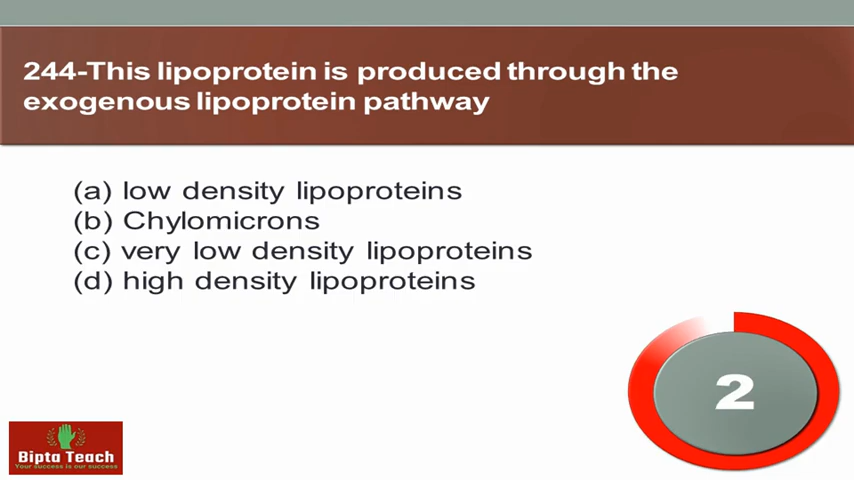 244-This lipoprotein is produced through the
exogenous lipoprotein pathway
(a) low density lipoproteins
(b) Chylomicrons
(c) very low density lipoproteins
(d) high density lipoproteins
2
Bipta Teach
Your success is our success